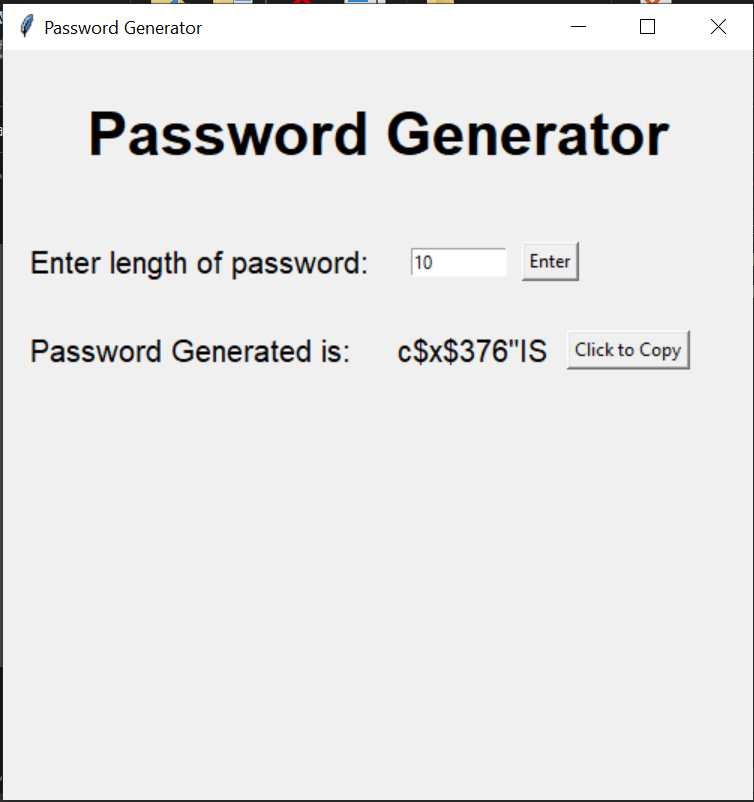 Password Generator
Password Generator
Enter length of password: 10 Enter
Password Generated is: c$x$376"IS Click to Copy